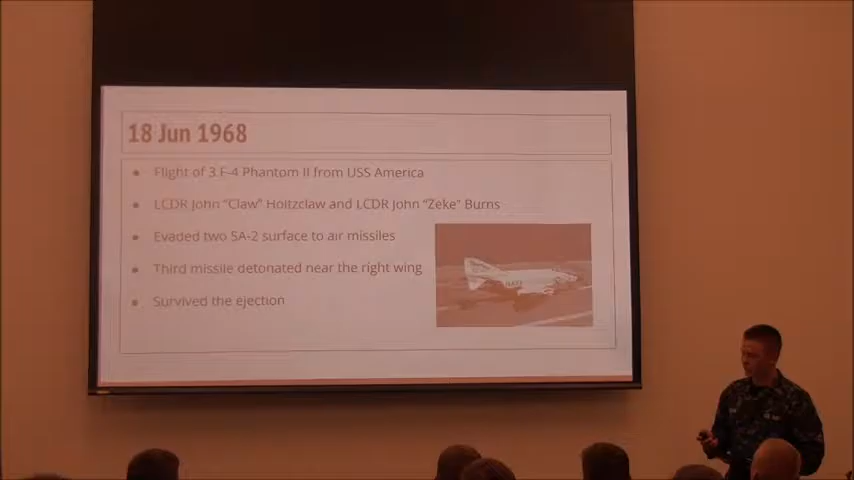 18 Jun 1968
Flight of 3 F-4 Phantom II from USS America
LCDR John "Claw" Holtzclaw and LCDR John "Zeke" Burns
Evaded two SA-2 surface to air missiles
Third missile detonated near the right wing
NAVY
Survived the ejection